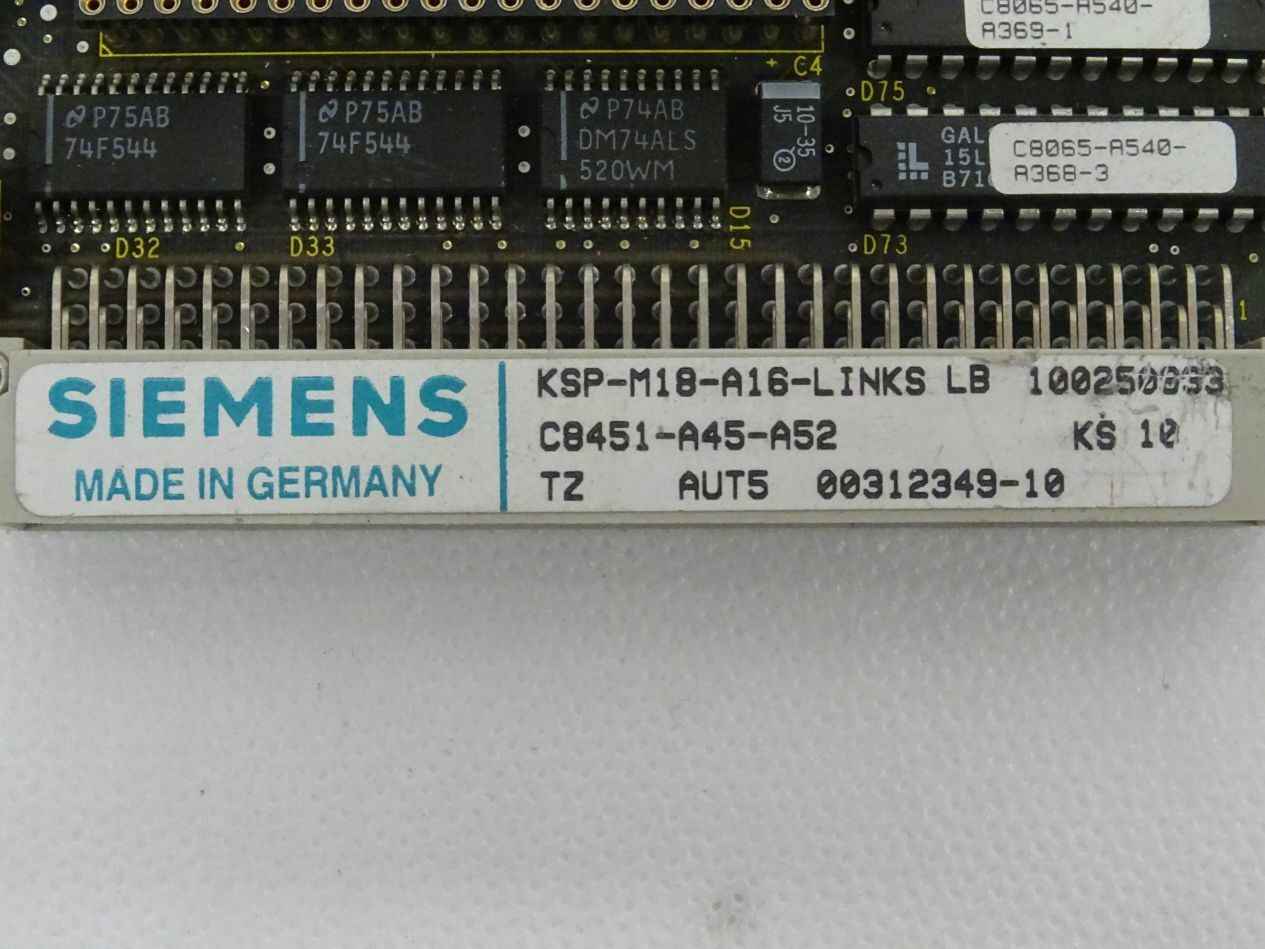 C8065-A540-
A369-1
+ C4
D75
P75AB
74F544
P75AB
74F544
P74AB
DM74ALS
520WM
10-35
J5
2
GAL
15L
B71
C8065-A540-
A368-3
D32
D33
D15
D73
1
SIEMENS
MADE IN GERMANY
KSP-M18-A16-LINKS LB
C8451-A45-A52 KS 10
TZ AUT5 00312349-10